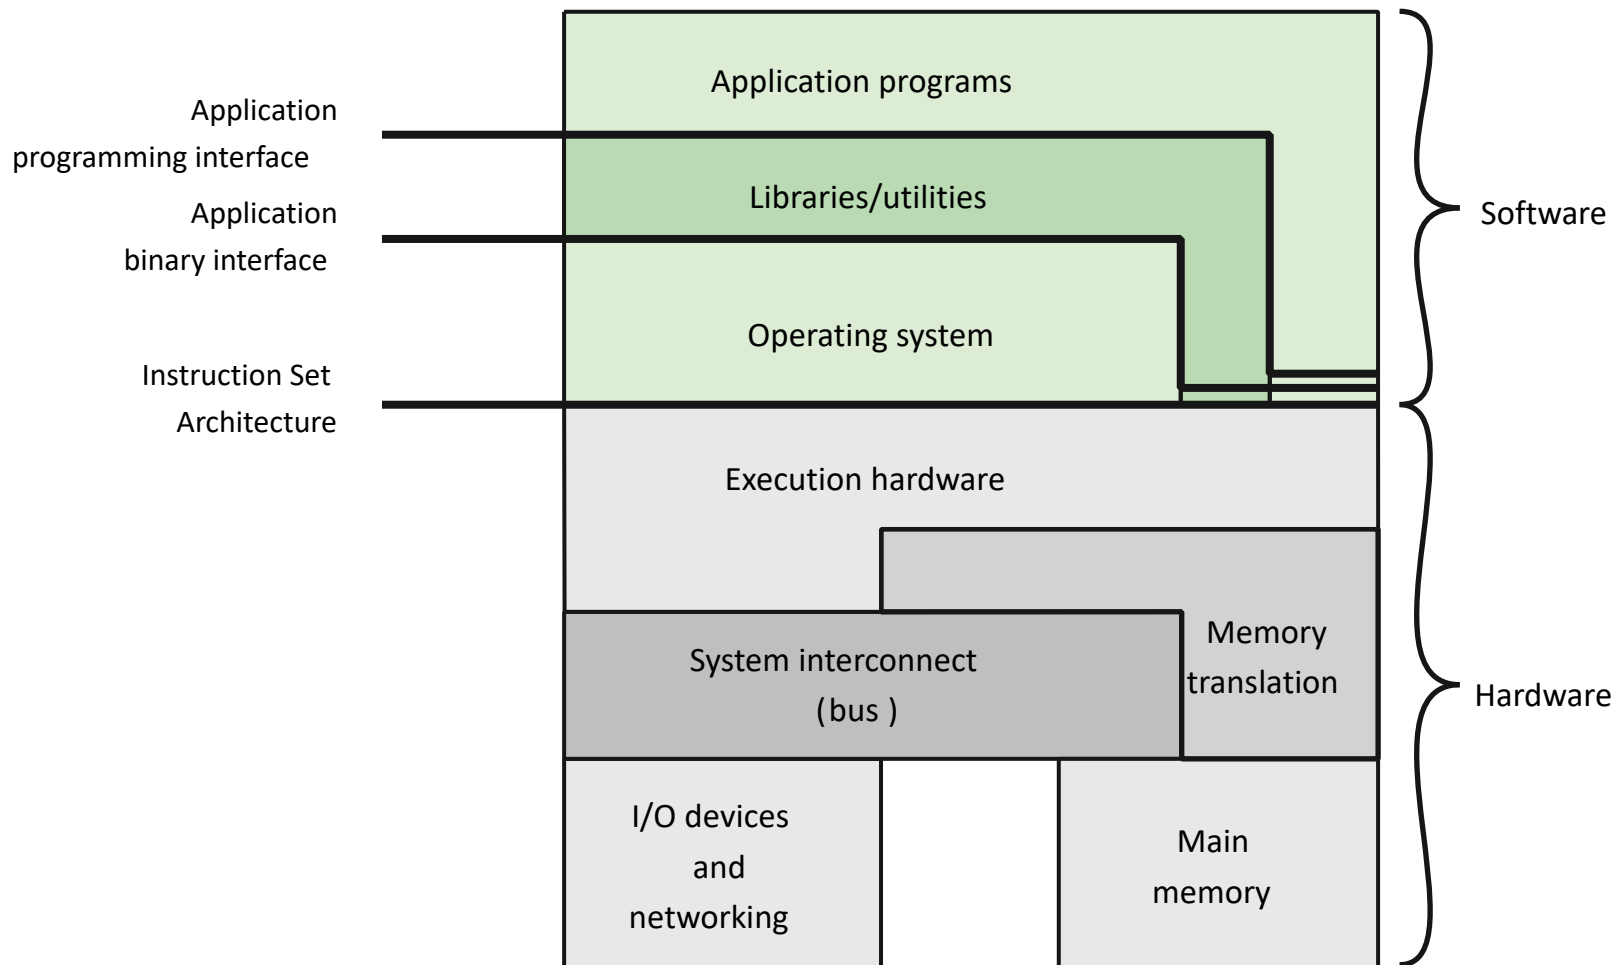 Application programs
Application
programming interface
Libraries/utilities
Application
binary interface
Software
Operating system
Instruction Set
Architecture
Execution hardware
Memory
translation
System interconnect
(bus )
Hardware
I/O devices
and
networking
Main
memory